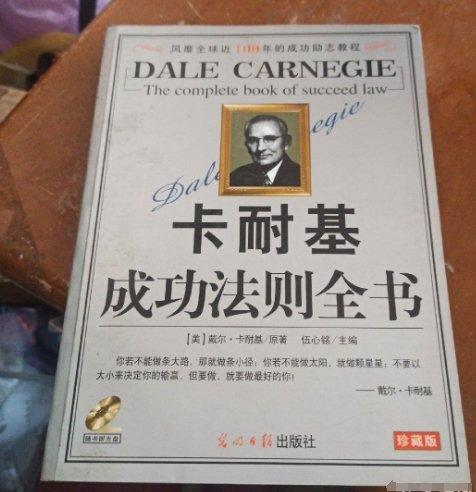 风靡全球近100年的成功励志教程
DALE CARNEGIE
The complete book of succeed law
Dale
negie
卡耐基
成功法则全书
[美]戴尔·卡耐基/原著 伍心铭/主编
你若不能做条大路，那就做条小径；你若不能做太阳，就做颗星星；不要以
大小来决定你的输赢，但要做，就要做最好的你！
——戴尔·卡耐基
随书附光盘
光明日报出版社
珍藏版